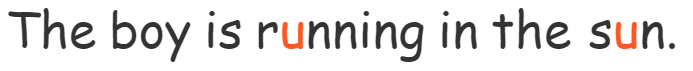 The boy is running in the sun.